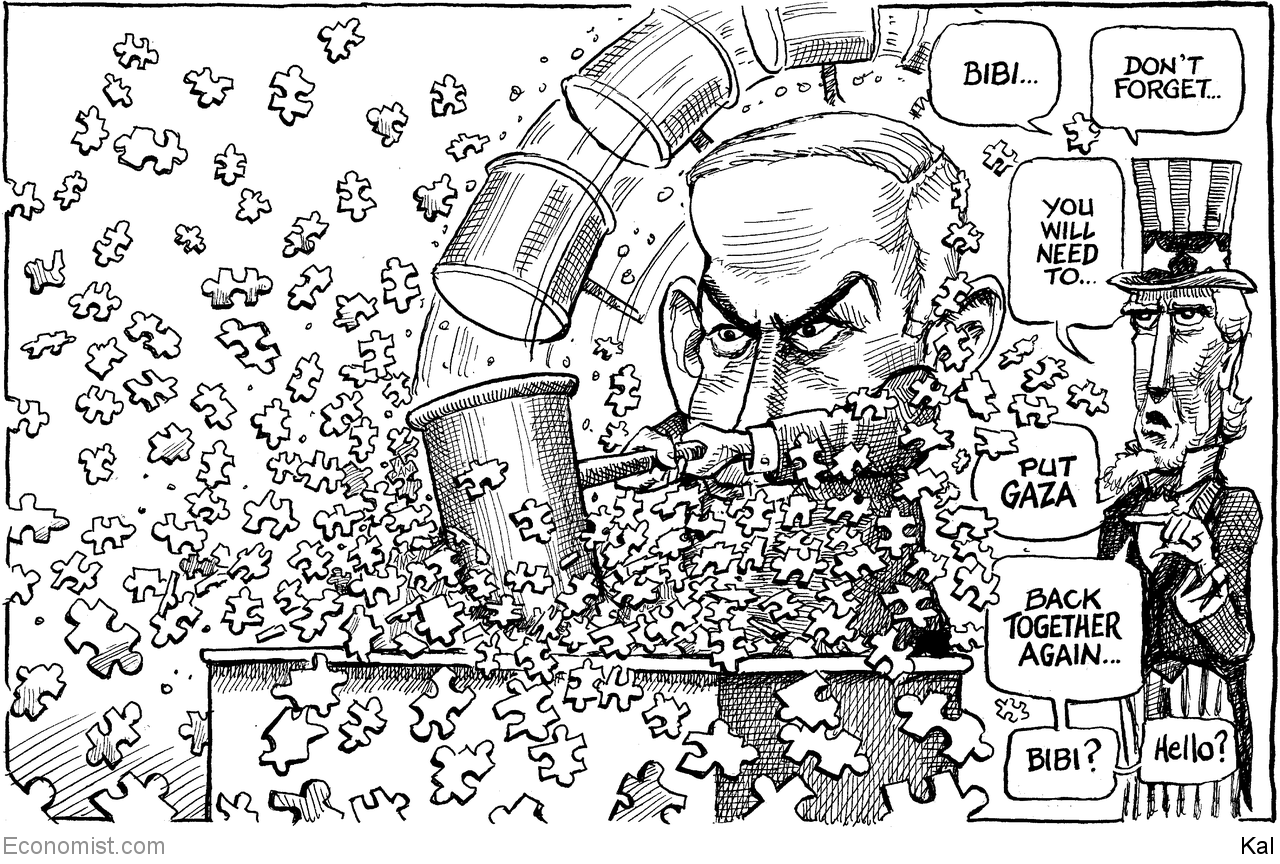 BIBI...
DON'T
FORGET...
YOU
WILL
NEED
TO...
PUT
GAZA
BACK
TOGETHER
AGAIN...
BIBI?
Hello?
Economist.com
Kal